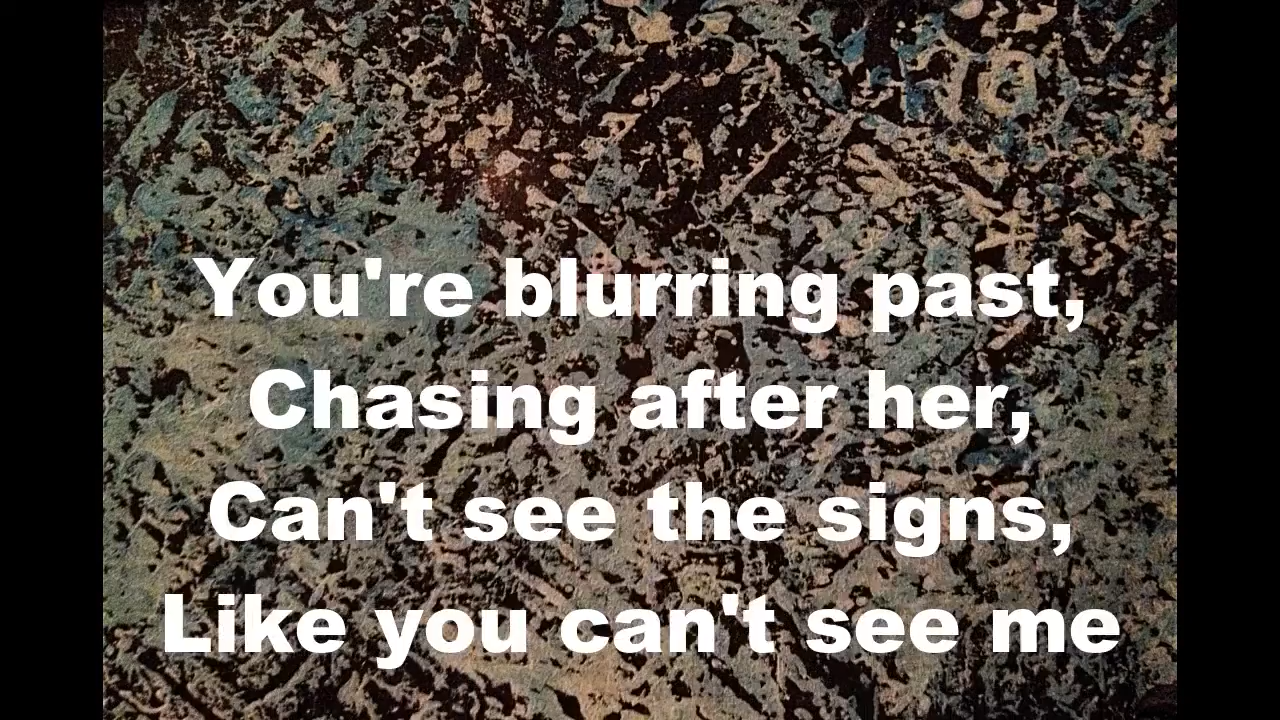 You're blurring past,
Chasing after her,
Can't see the signs,
Like you can't see me